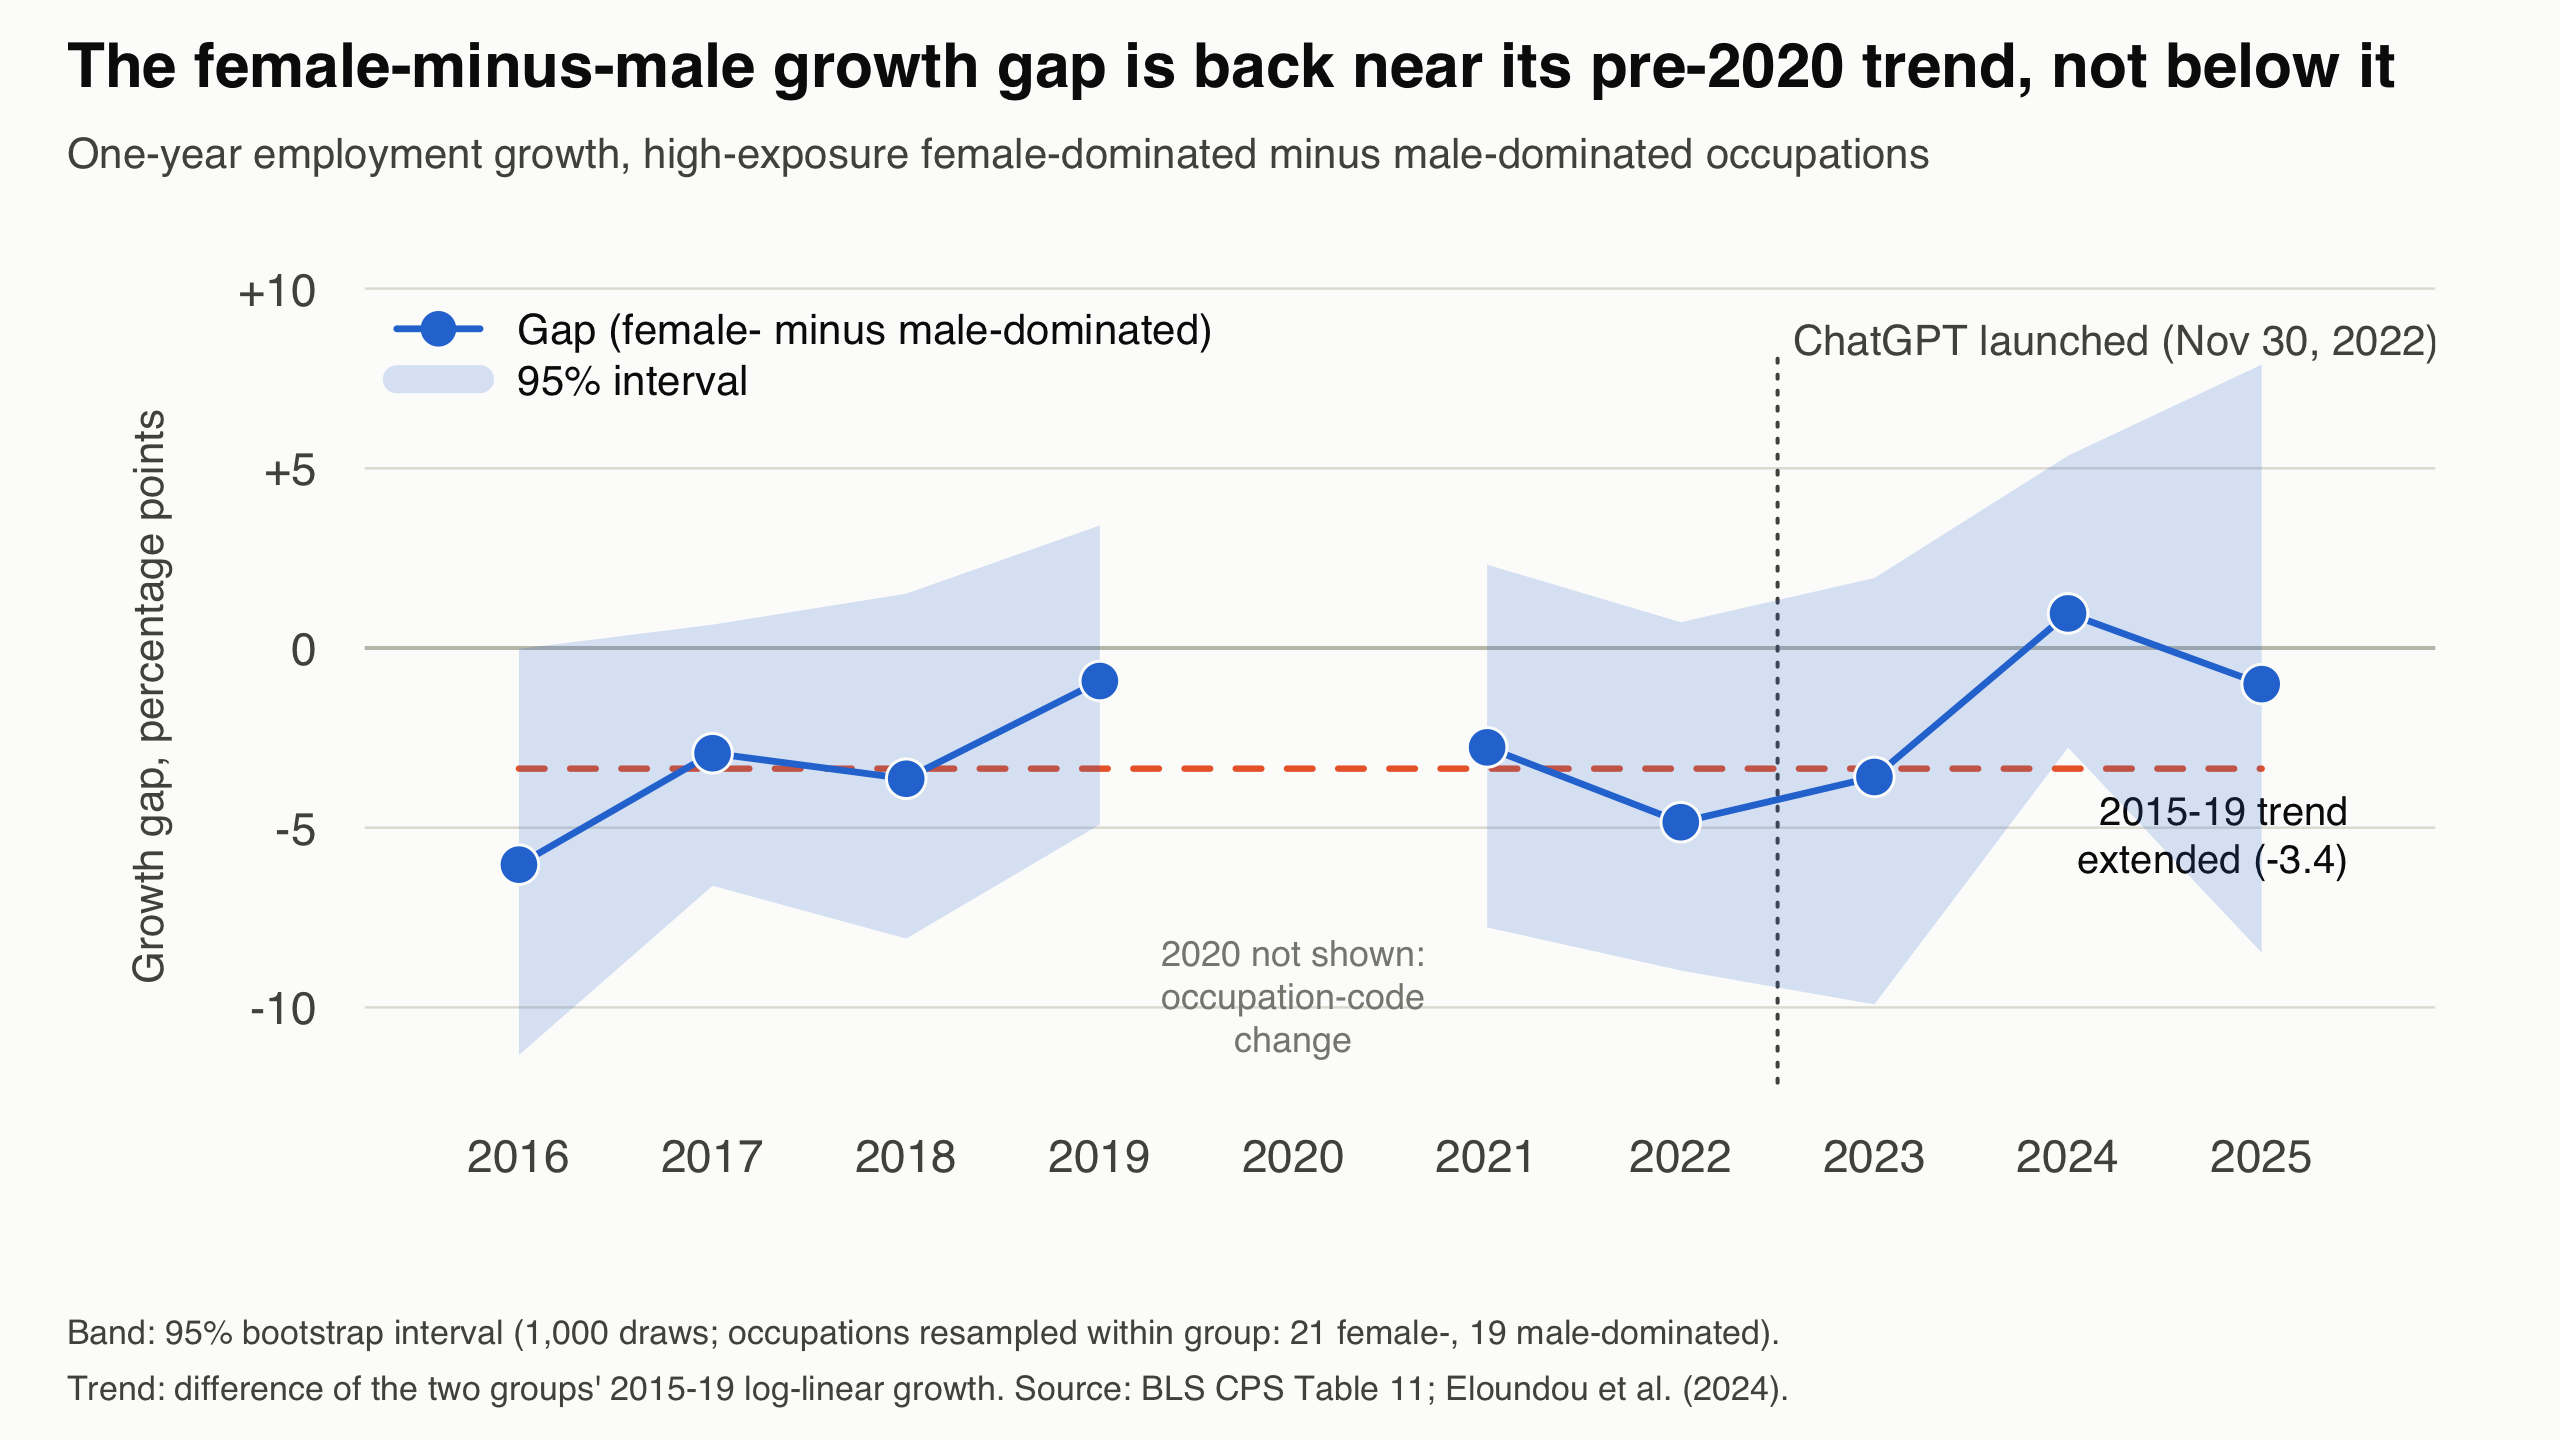 The female-minus-male growth gap is back near its pre-2020 trend, not below it
One-year employment growth, high-exposure female-dominated minus male-dominated occupations
+10
+5
0
-5
-10
Growth gap, percentage points
Gap (female- minus male-dominated)
95% interval
ChatGPT launched (Nov 30, 2022)
2015-19 trend
extended (-3.4)
2020 not shown:
occupation-code
change
2016 2017 2018 2019 2020 2021 2022 2023 2024 2025
Band: 95% bootstrap interval (1,000 draws; occupations resampled within group: 21 female-, 19 male-dominated).
Trend: difference of the two groups' 2015-19 log-linear growth. Source: BLS CPS Table 11; Eloundou et al. (2024).